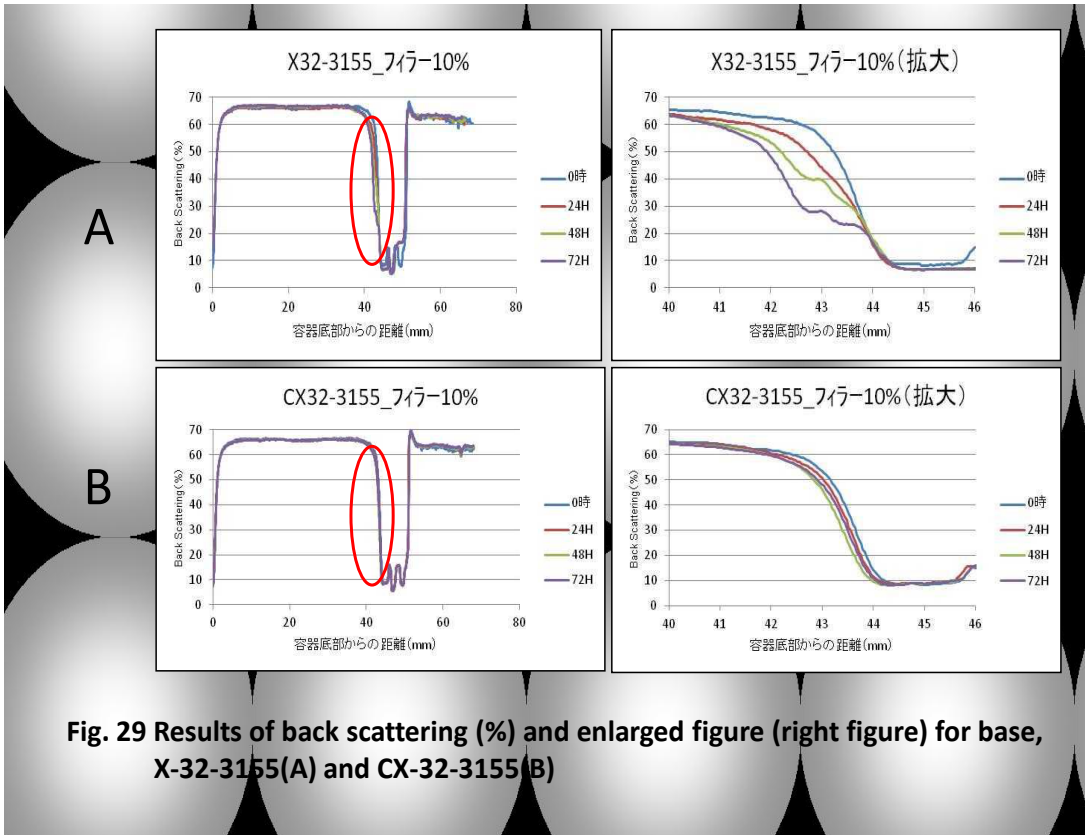 X32-3155_フィラー10%
70
60
50
40
30
20
10
0
Back Scattering(%)
0
20
40
60
80
容器底部からの距離(mm)
0時
24H
48H
72H
X32-3155_フィラー10%(拡大)
70
60
50
40
30
20
10
0
Back Scattering(%)
40
41
42
43
44
45
46
容器底部からの距離(mm)
0時
24H
48H
72H
A
CX32-3155_フィラー10%
70
60
50
40
30
20
10
0
Back Scattering(%)
0
20
40
60
80
容器底部からの距離(mm)
0時
24H
48H
72H
CX32-3155_フィラー10%(拡大)
70
60
50
40
30
20
10
0
Back Scattering(%)
40
41
42
43
44
45
46
容器底部からの距離(mm)
0時
24H
48H
72H
B
Fig. 29 Results of back scattering (%) and enlarged figure (right figure) for base,
X-32-3155(A) and CX-32-3155(B)